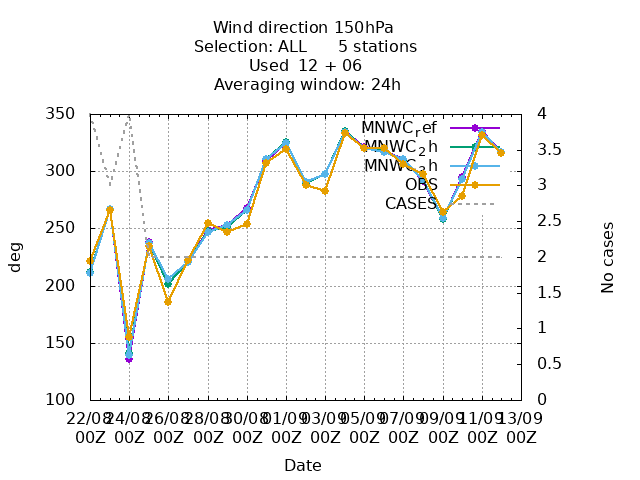 Wind direction 150hPa
Selection: ALL 5 stations
Used 12 + 06
Averaging window: 24h
350
300
250
200
150
100
deg
4
3.5
3
2.5
2
1.5
1
0.5
0
No cases
MNWC_ref
MNWC_2h
MNWC_3h
OBS
CASES
22/08 24/08 26/08 28/08 30/08 01/09 03/09 05/09 07/09 09/09 11/09 13/09
00Z 00Z 00Z 00Z 00Z 00Z 00Z 00Z 00Z 00Z 00Z 00Z
Date